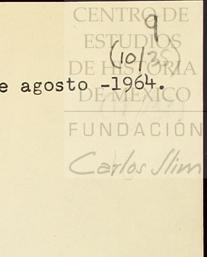 CENTRO DE
9
ESTUDIOS
(10/35)
DE HISTORIA
e agosto -1964.
DE MÉXICO
FUNDACIÓN
Carlos Slim